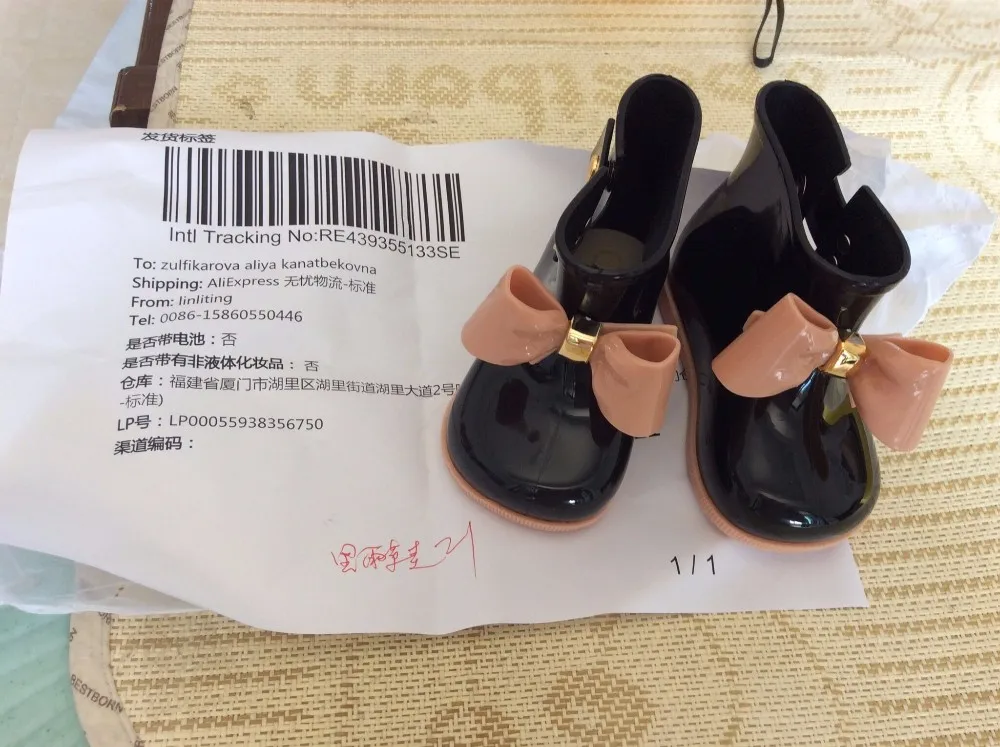 发货标签
Intl Tracking No:RE439355133SE
To: zulfikarova aliya kanatbekovna
Shipping: AliExpress 无忧物流-标准
From: linliting
Tel: 0086-15860550446
是否带电池：否
是否带有非液体化妆品： 否
仓库：福建省厦门市湖里区湖里街道湖里大道2号
-标准)
LP号：LP00055938356750
渠道编码：
黑 21
1 / 1
BESTBORN
BESTBORN